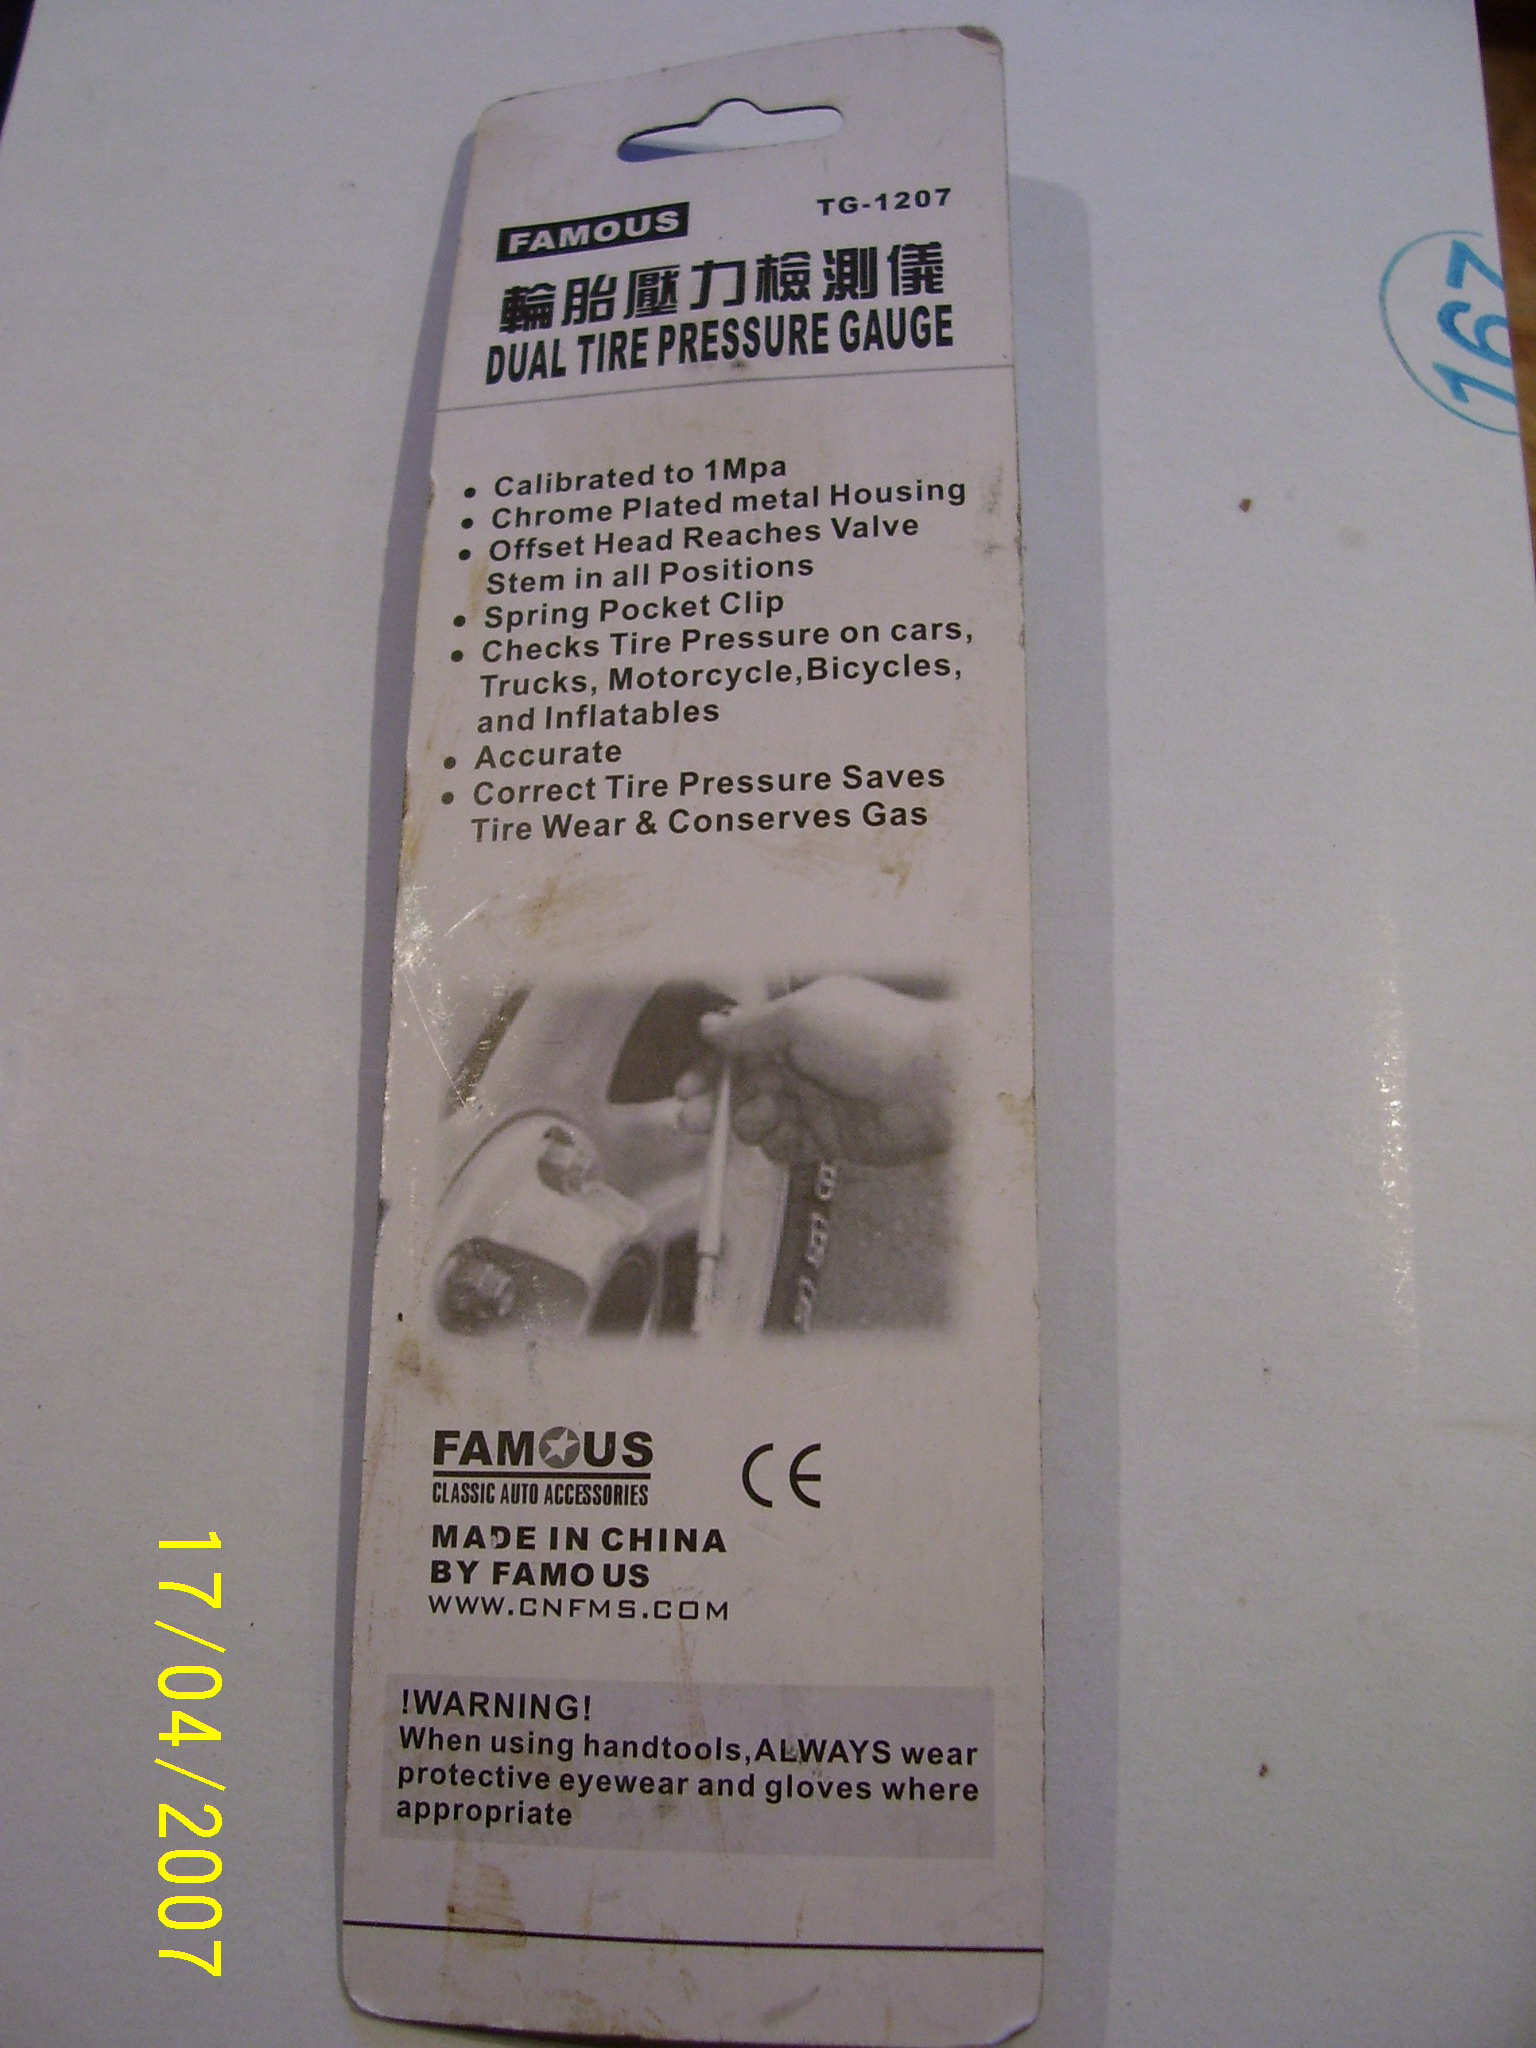 FAMOUS
TG-1207
輪胎壓力檢測儀
DUAL TIRE PRESSURE GAUGE
• Calibrated to 1Mpa
• Chrome Plated metal Housing
• Offset Head Reaches Valve
Stem in all Positions
• Spring Pocket Clip
• Checks Tire Pressure on cars,
Trucks, Motorcycle,Bicycles,
and Inflatables
• Accurate
• Correct Tire Pressure Saves
Tire Wear & Conserves Gas
FAMOUS
CLASSIC AUTO ACCESSORIES
CE
MADE IN CHINA
BY FAMOUS
WWW.CNFMS.COM
!WARNING!
When using handtools,ALWAYS wear
protective eyewear and gloves where
appropriate
167
17/04/2007